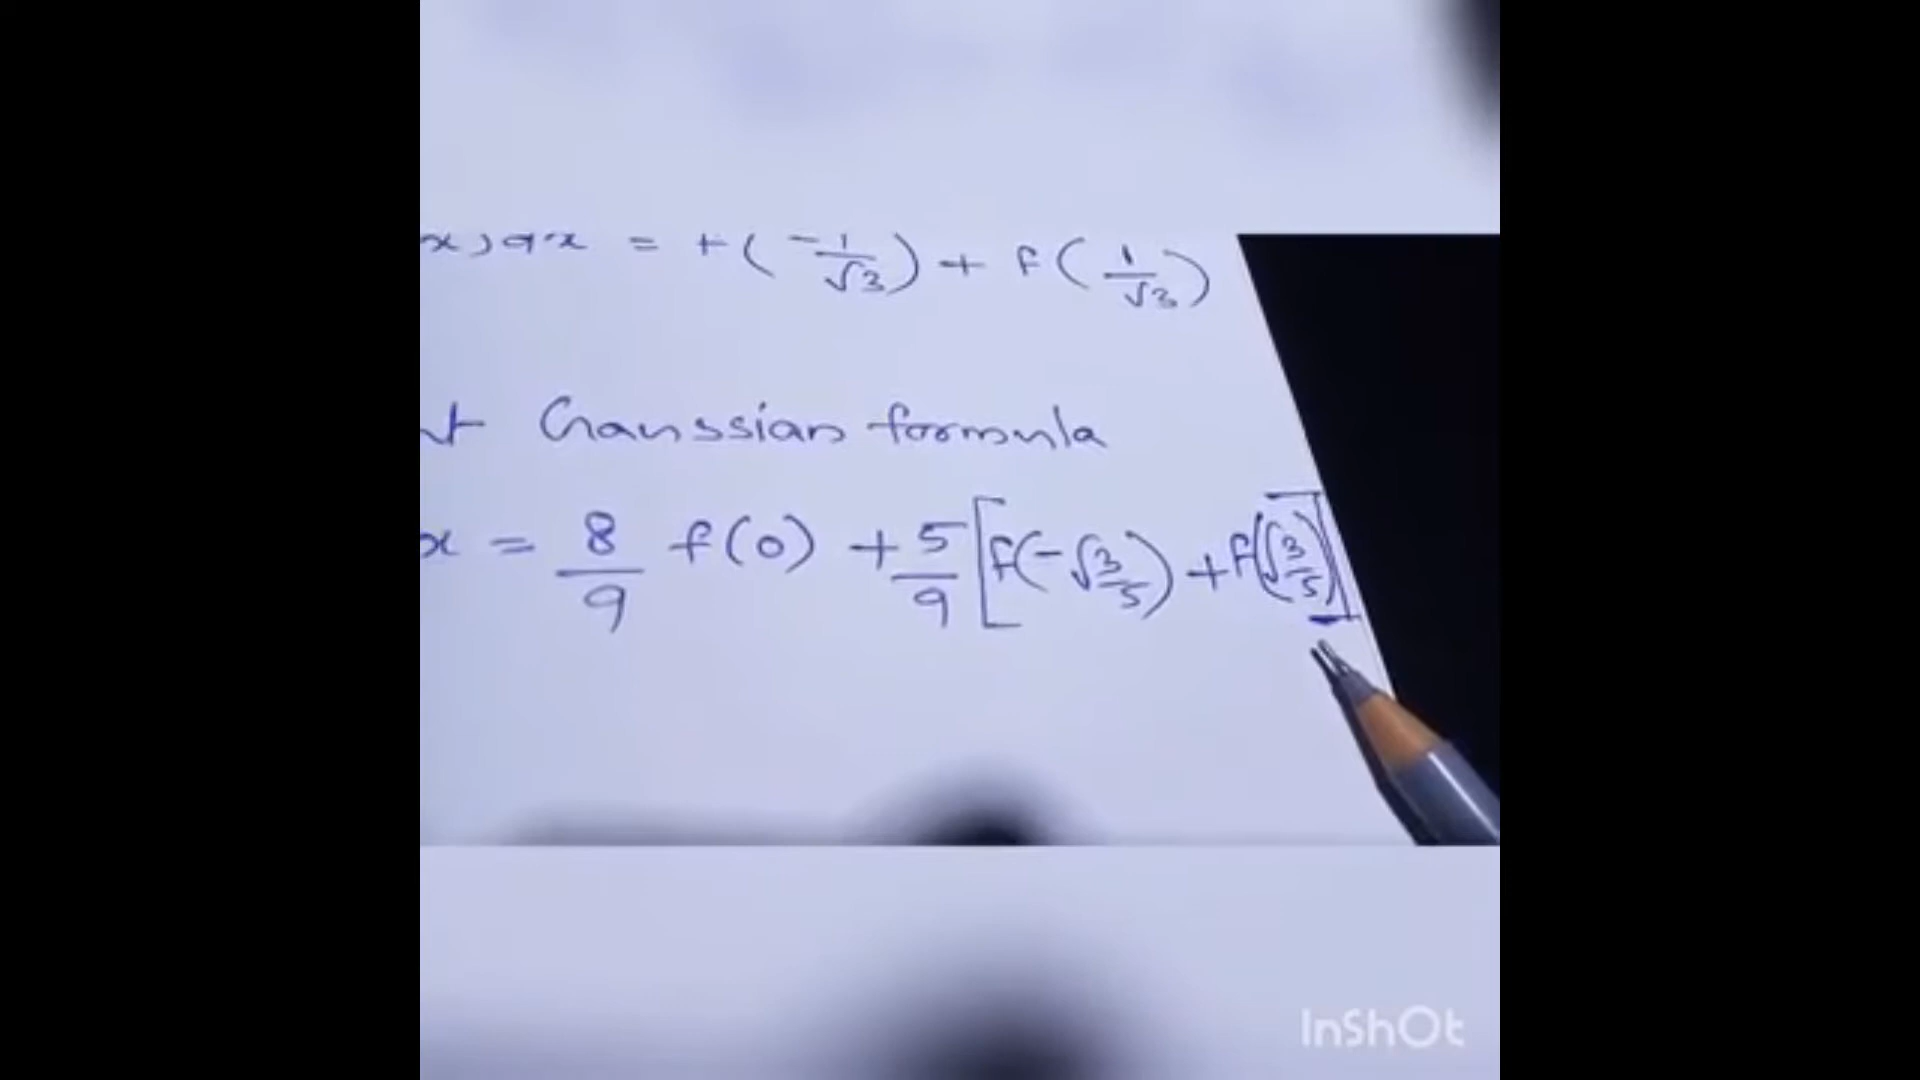 x)dx = f(-1/√3) + f(1/√3)
Gaussian formula
x = 8/9 f(0) + 5/9 [f(-√3/5) + f(√3/5)]
InShOt